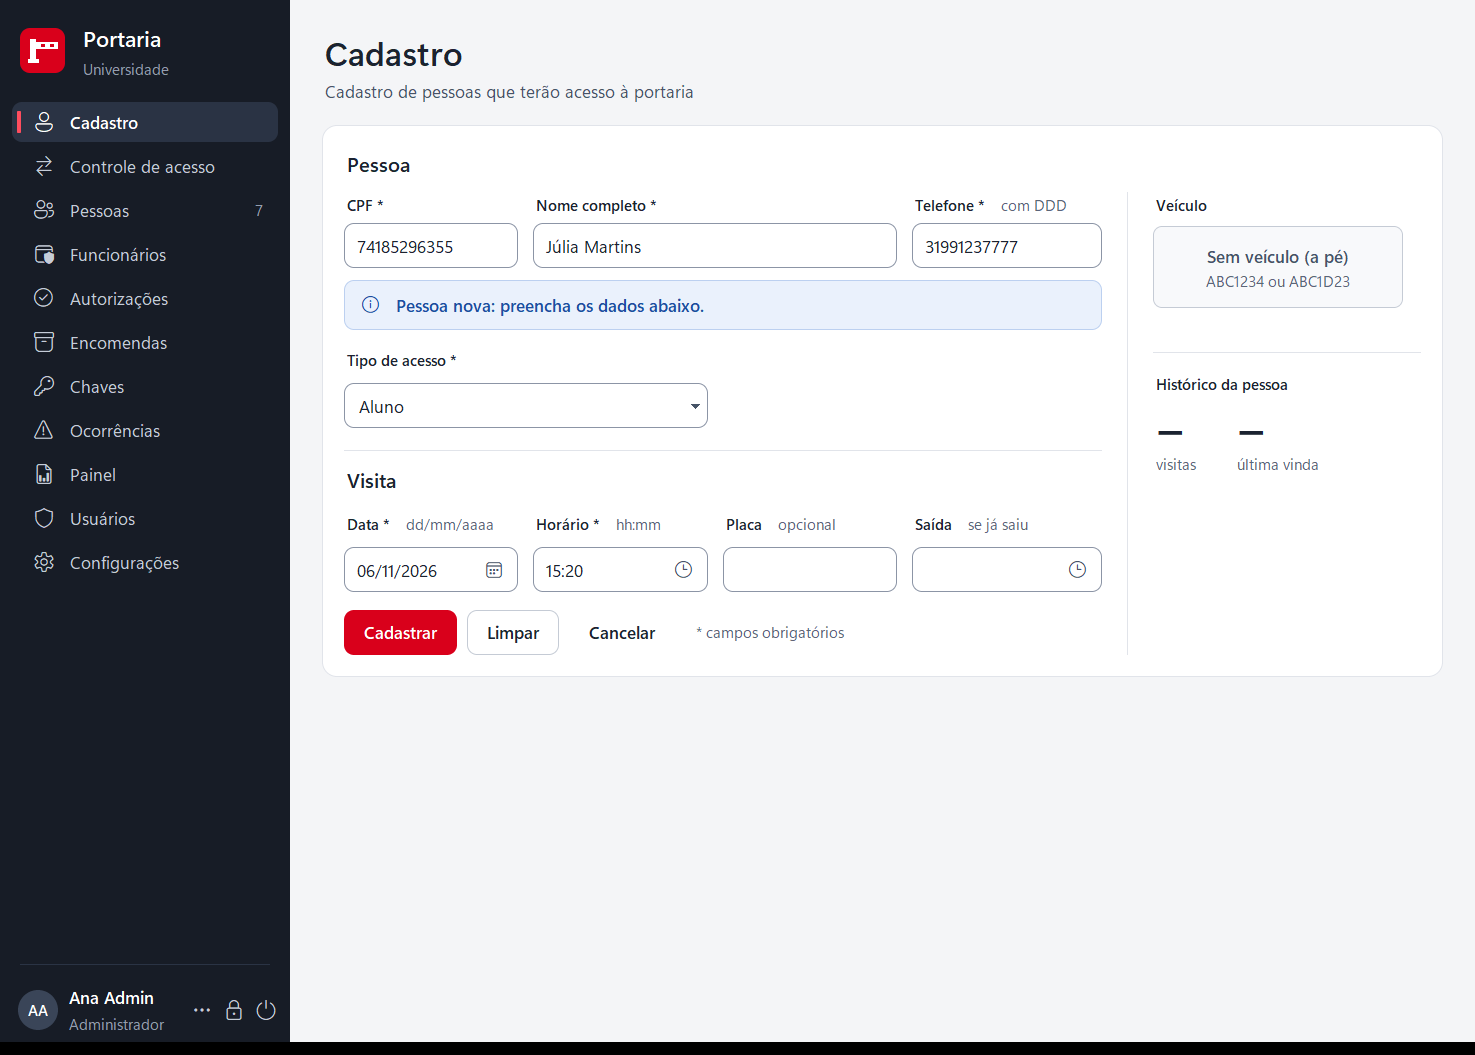 Portaria
Universidade
Cadastro
Controle de acesso
Pessoas 7
Funcionários
Autorizações
Encomendas
Chaves
Ocorrências
Painel
Usuários
Configurações
AA
Ana Admin
Administrador
Cadastro
Cadastro de pessoas que terão acesso à portaria
Pessoa
CPF * Nome completo * Telefone * com DDD
74185296355 Júlia Martins 31991237777
Pessoa nova: preencha os dados abaixo.
Tipo de acesso *
Aluno
Visita
Data * dd/mm/aaaa Horário * hh:mm Placa opcional Saída se já saiu
06/11/2026 15:20
Cadastrar Limpar Cancelar * campos obrigatórios
Veículo
Sem veículo (a pé)
ABC1234 ou ABC1D23
Histórico da pessoa
— —
visitas última vinda